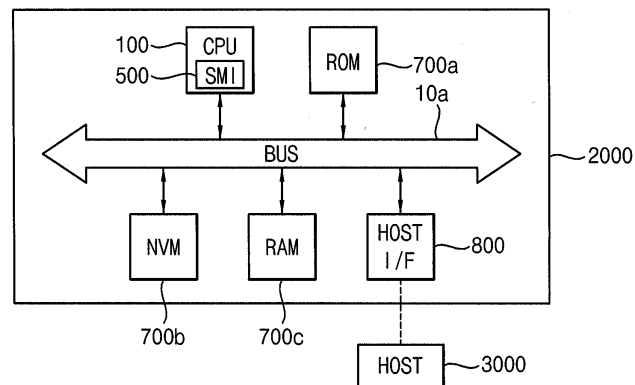 100
CPU
500
SMI
ROM
700a
10a
BUS
2000
NVM
RAM
HOST
I/F
800
700b
700c
HOST
3000